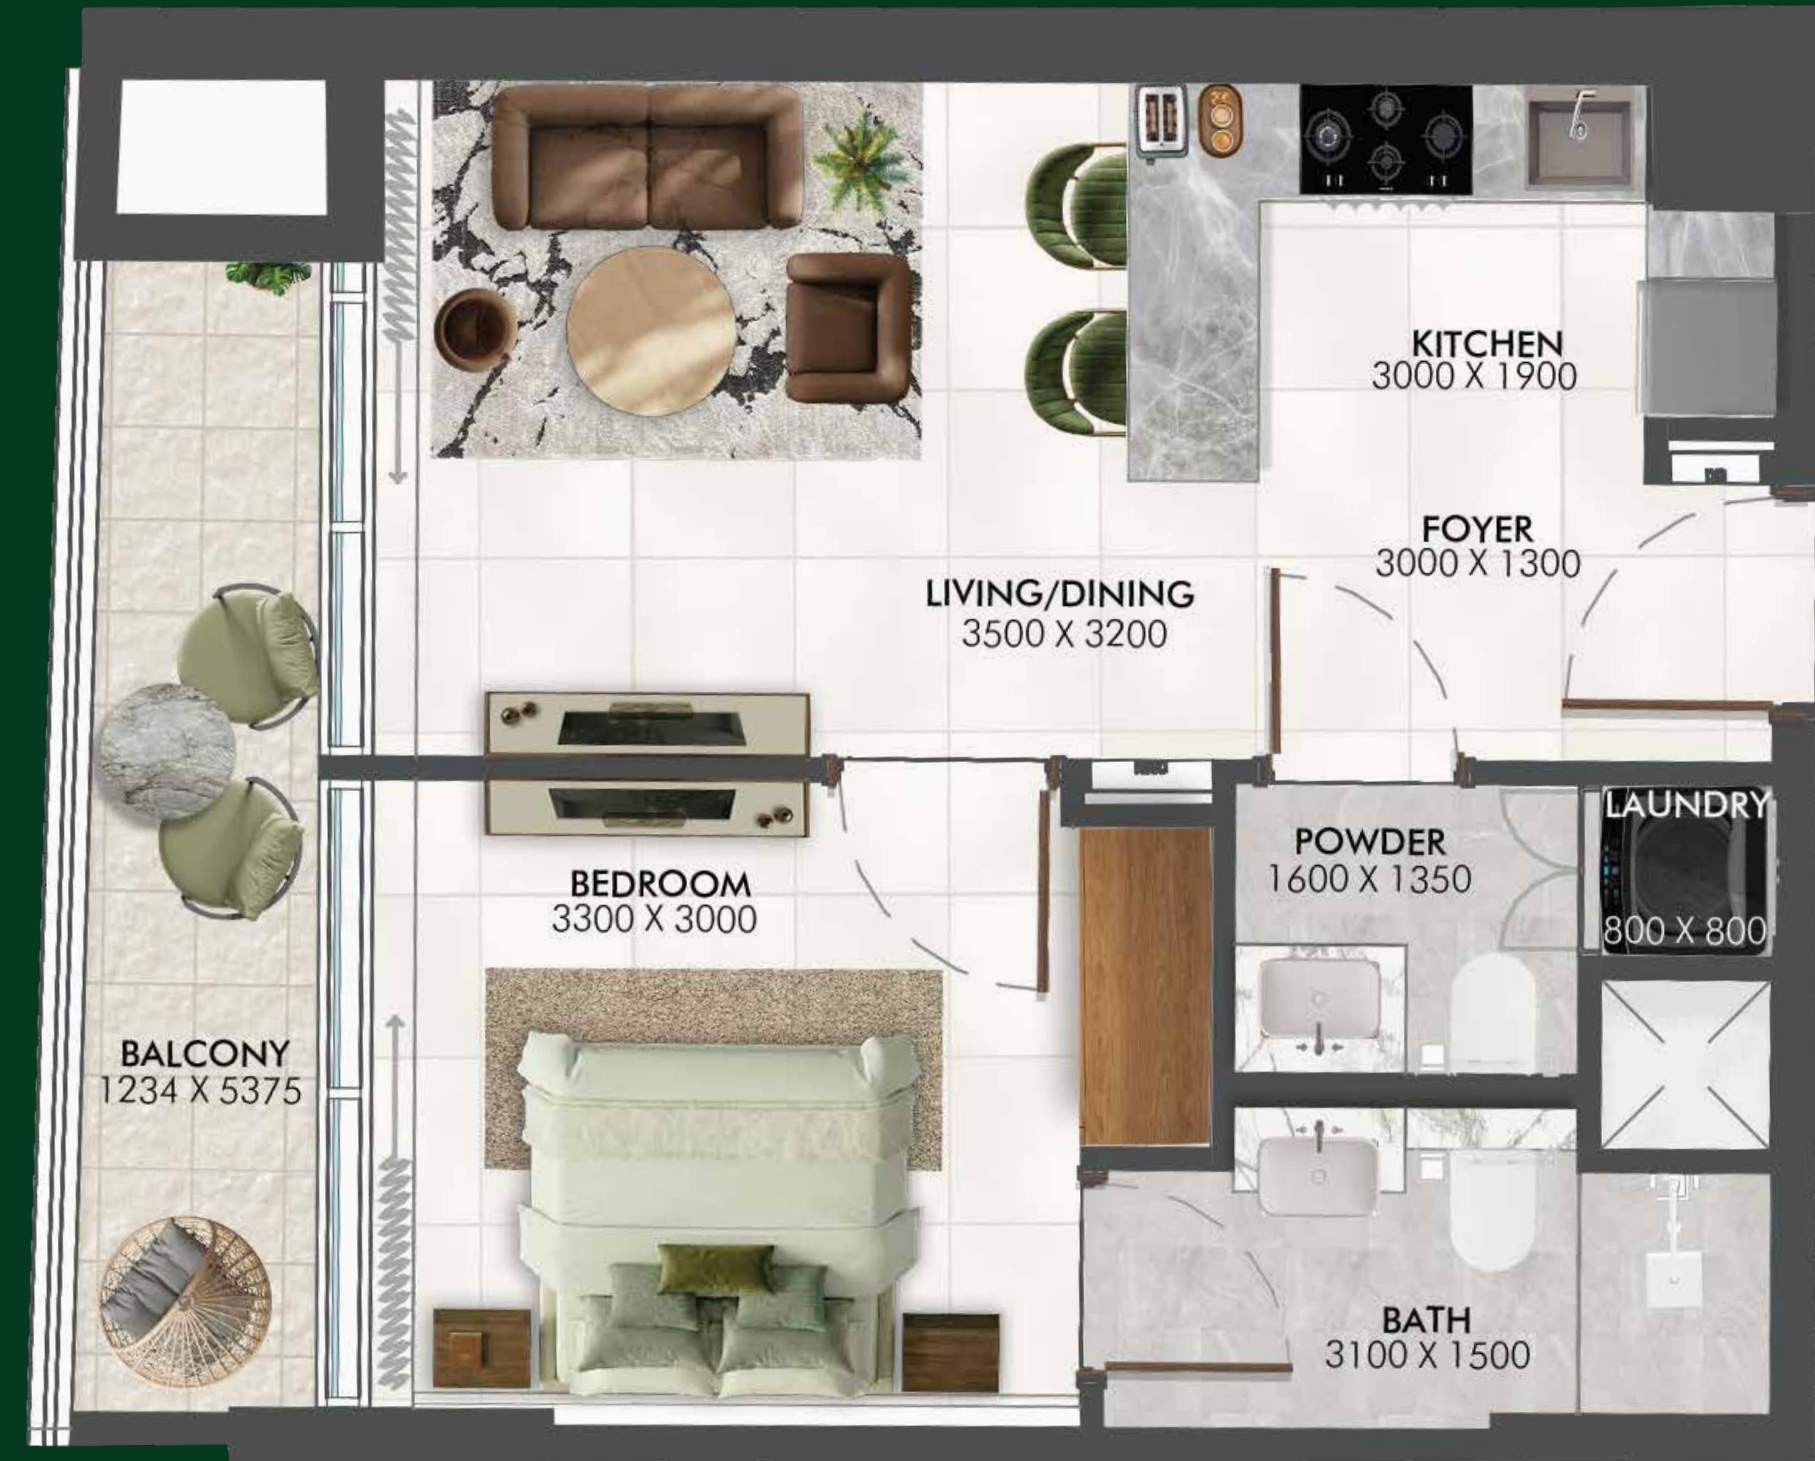 KITCHEN
3000 X 1900
FOYER
3000 X 1300
LIVING/DINING
3500 X 3200
LAUNDRY
800 X 800
POWDER
1600 X 1350
BEDROOM
3300 X 3000
BALCONY
1234 X 5375
BATH
3100 X 1500